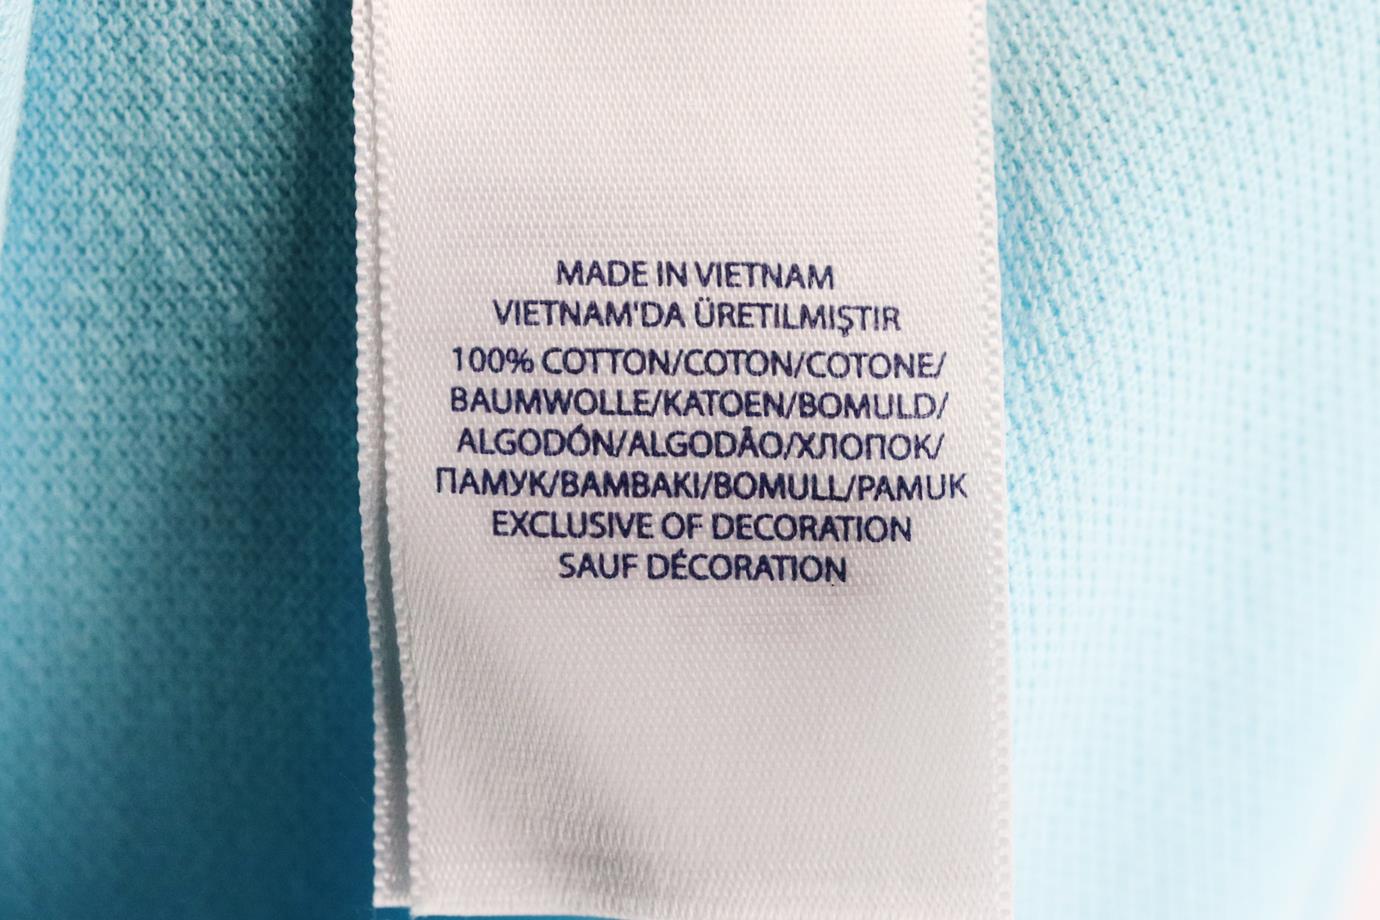 MADE IN VIETNAM
VIETNAM'DA ÜRETILMIŞTIR
100% COTTON/COTON/COTONE/
BAUMWOLLE/KATOEN/BOMULD/
ALGODÓN/ALGODÃO/ХЛОПОК/
ПАМУК/BAMBAKI/BOMULL/PAMUK
EXCLUSIVE OF DECORATION
SAUF DÉCORATION